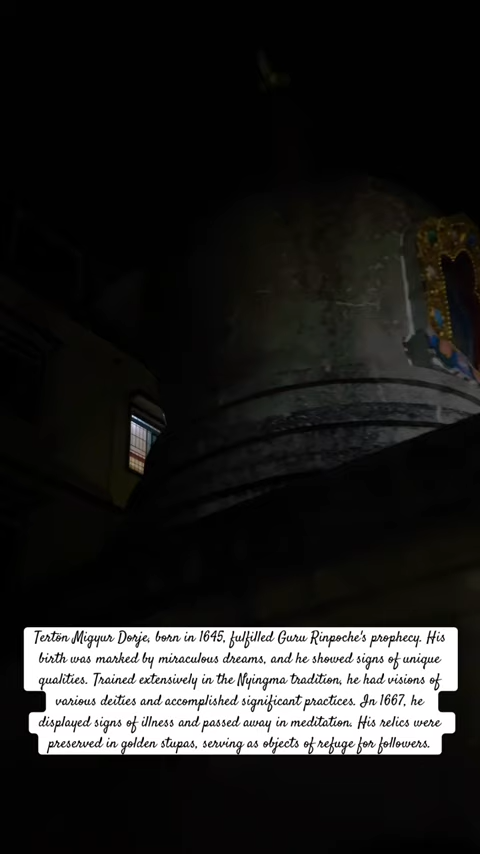 Tertön Migyur Dorje, born in 1645, fulfilled Guru Rinpoche's prophecy. His
birth was marked by miraculous dreams, and he showed signs of unique
qualities. Trained extensively in the Nyingma tradition, he had visions of
various deities and accomplished significant practices. In 1667, he
displayed signs of illness and passed away in meditation. His relics were
preserved in golden stupas, serving as objects of refuge for followers.